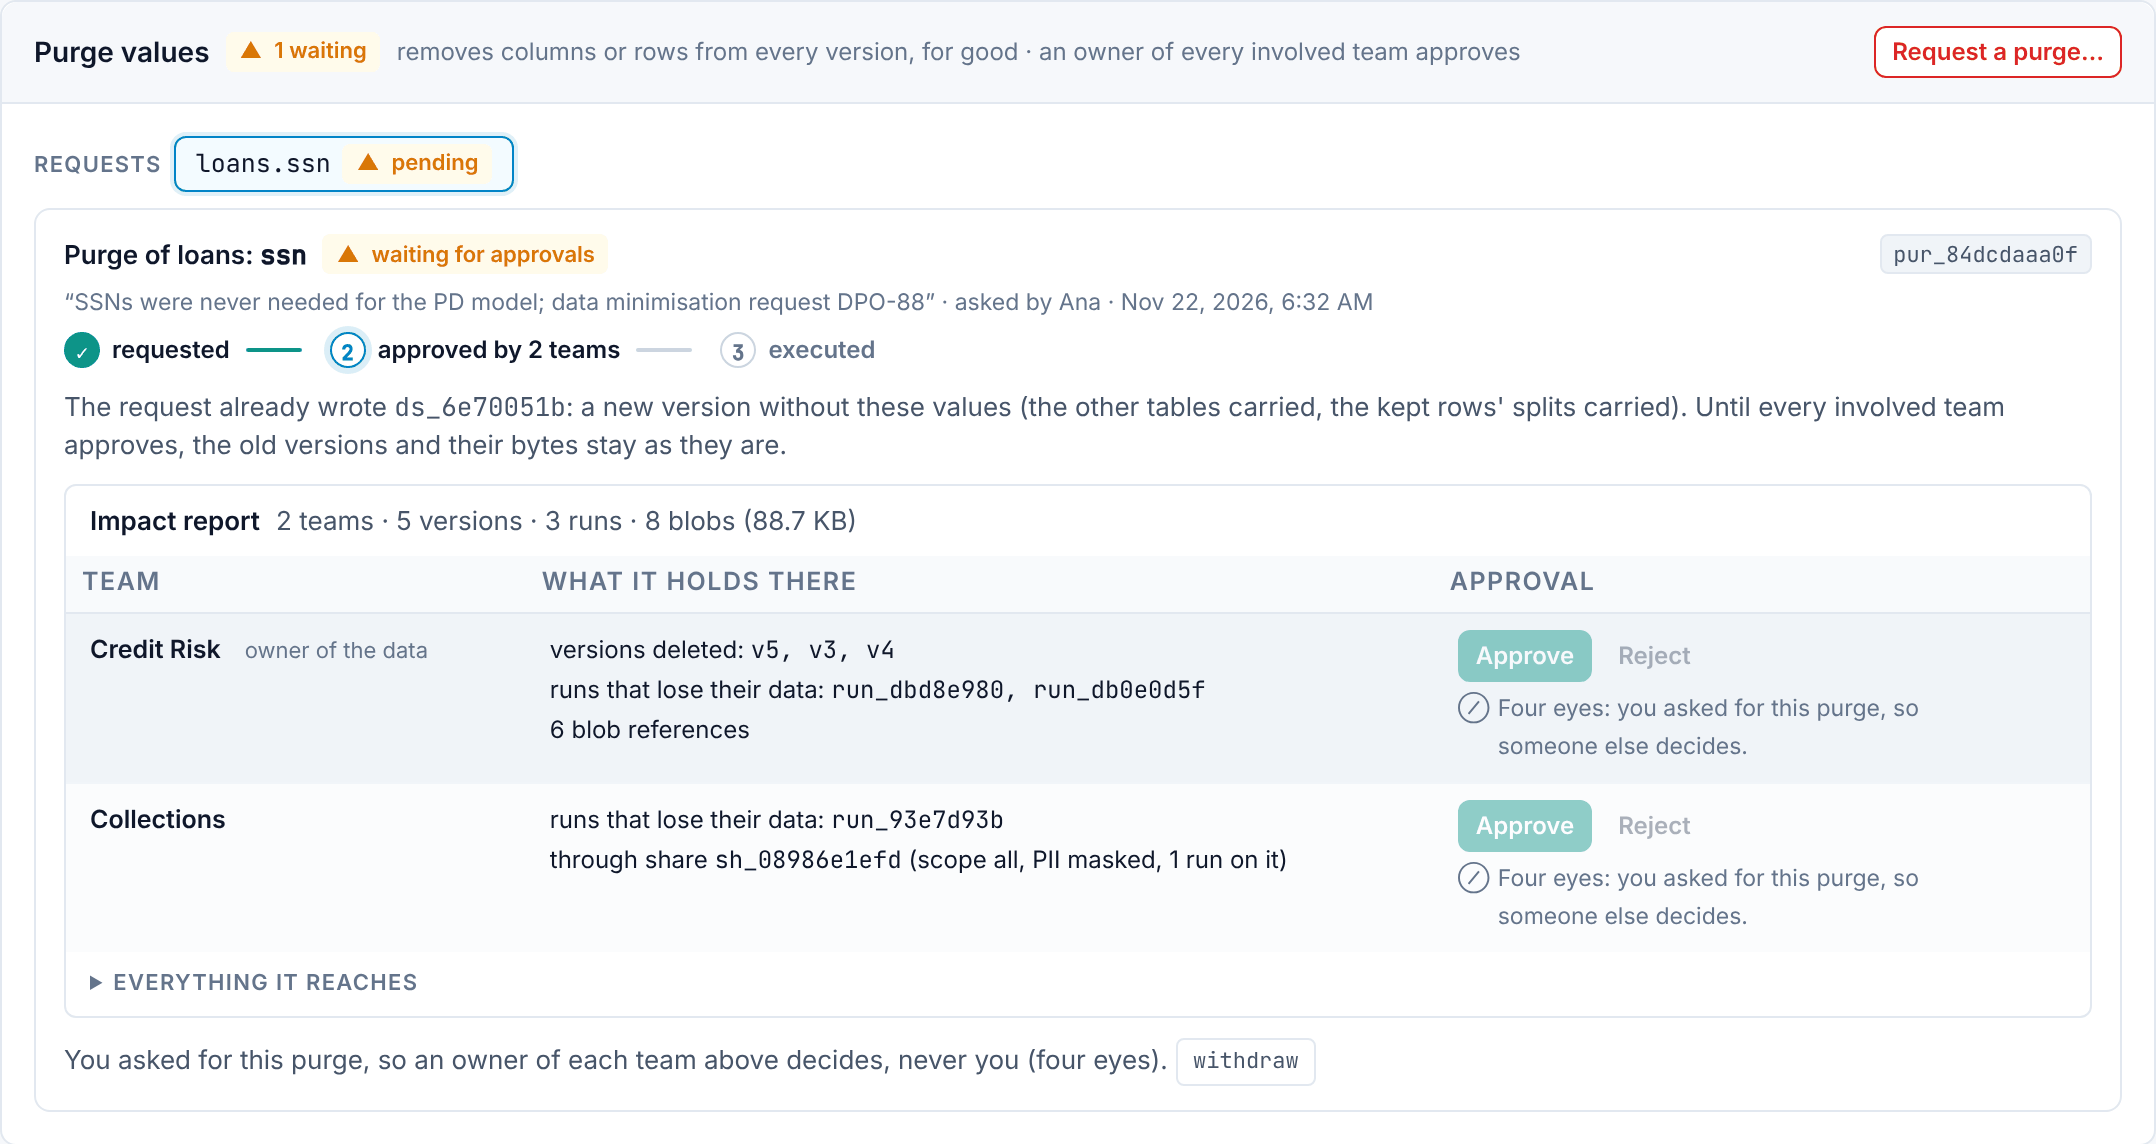 Purge values ▲ 1 waiting removes columns or rows from every version, for good · an owner of every involved team approves Request a purge...
REQUESTS loans.ssn ▲ pending
Purge of loans: ssn ▲ waiting for approvals pur_84dcdaaa0f
“SSNs were never needed for the PD model; data minimisation request DPO-88” · asked by Ana · Nov 22, 2026, 6:32 AM
✓ requested 2 approved by 2 teams 3 executed
The request already wrote ds_6e70051b: a new version without these values (the other tables carried, the kept rows' splits carried). Until every involved team
approves, the old versions and their bytes stay as they are.
Impact report 2 teams · 5 versions · 3 runs · 8 blobs (88.7 KB)
TEAM WHAT IT HOLDS THERE APPROVAL
Credit Risk owner of the data versions deleted: v5, v3, v4 Approve Reject
runs that lose their data: run_dbd8e980, run_db0e0d5f
6 blob references
Four eyes: you asked for this purge, so
someone else decides.
Collections runs that lose their data: run_93e7d93b Approve Reject
through share sh_08986e1efd (scope all, PII masked, 1 run on it)
Four eyes: you asked for this purge, so
someone else decides.
▶ EVERYTHING IT REACHES
You asked for this purge, so an owner of each team above decides, never you (four eyes). withdraw